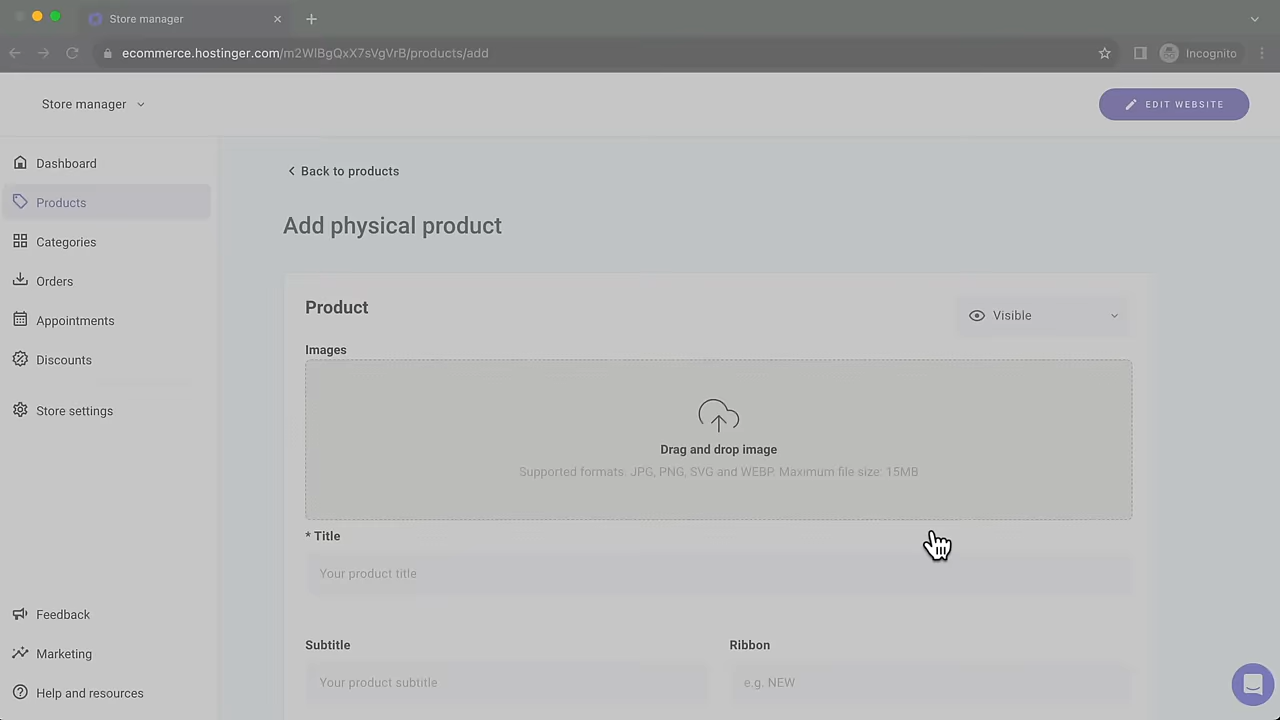 Store manager
ecommerce.hostinger.com/m2WlBgQxX7sVgVrB/products/add
Incognito
Store manager
EDIT WEBSITE
Dashboard
Products
Categories
Orders
Appointments
Discounts
Store settings
Feedback
Marketing
Help and resources
Back to products
Add physical product
Product
Visible
Images
Drag and drop image
Supported formats: JPG, PNG, SVG and WEBP. Maximum file size: 15MB
* Title
Your product title
Subtitle
Ribbon
Your product subtitle
e.g. NEW